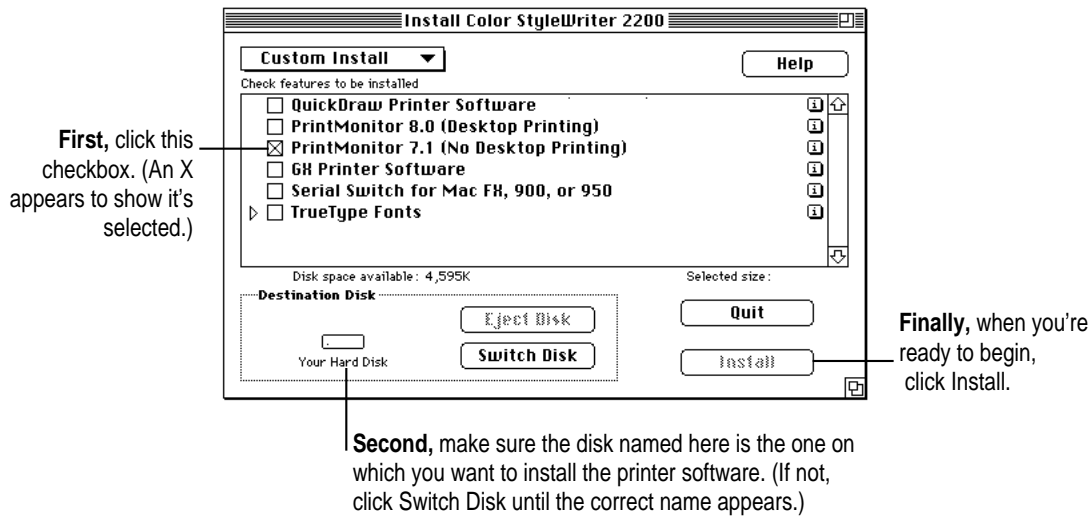 Install Color StyleWriter 2200
Custom Install
Help
Check features to be installed
QuickDraw Printer Software
PrintMonitor 8.0 (Desktop Printing)
PrintMonitor 7.1 (No Desktop Printing)
GX Printer Software
Serial Switch for Mac FX, 900, or 950
TrueType Fonts
Disk space available: 4,595K
Selected size:
Destination Disk
Eject Disk
Quit
Your Hard Disk
Switch Disk
Install
First, click this
checkbox. (An X
appears to show it's
selected.)
Second, make sure the disk named here is the one on
which you want to install the printer software. (If not,
click Switch Disk until the correct name appears.)
Finally, when you're
ready to begin,
click Install.